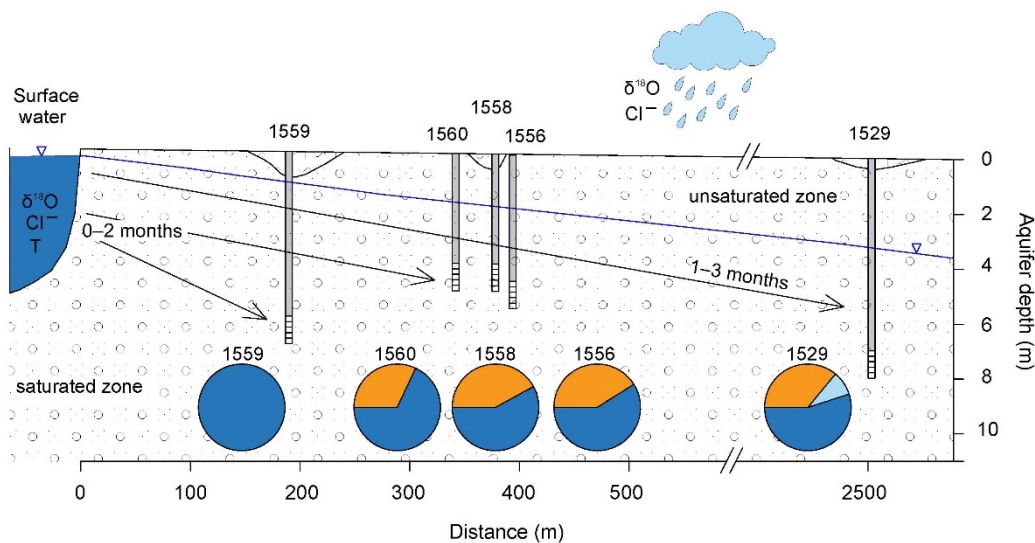 δ¹⁸O
Cl⁻
Surface
water
1558
1559
1560
1556
1529
0
unsaturated zone
δ¹⁸O
Cl⁻
T
0–2 months
2
4
1–3 months
6
Aquifer depth (m)
1559
1560
1558
1556
1529
saturated zone
8
10
0
100
200
300
400
500
2500
Distance (m)